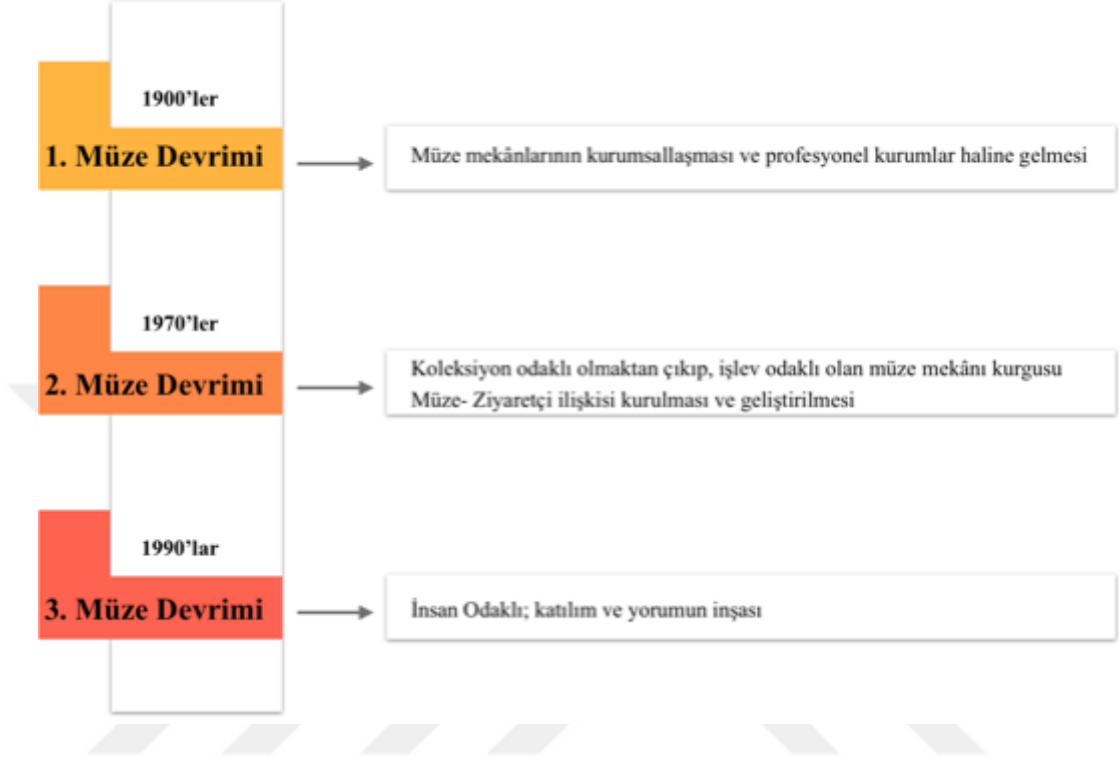 1900’ler
1. Müze Devrimi
Müze mekânlarının kurumsallaşması ve profesyonel kurumlar haline gelmesi
1970’ler
2. Müze Devrimi
Koleksiyon odaklı olmaktan çıkıp, işlev odaklı olan müze mekânı kurgusu
Müze- Ziyaretçi ilişkisi kurulması ve geliştirilmesi
1990’lar
3. Müze Devrimi
İnsan Odaklı; katılım ve yorumun inşası